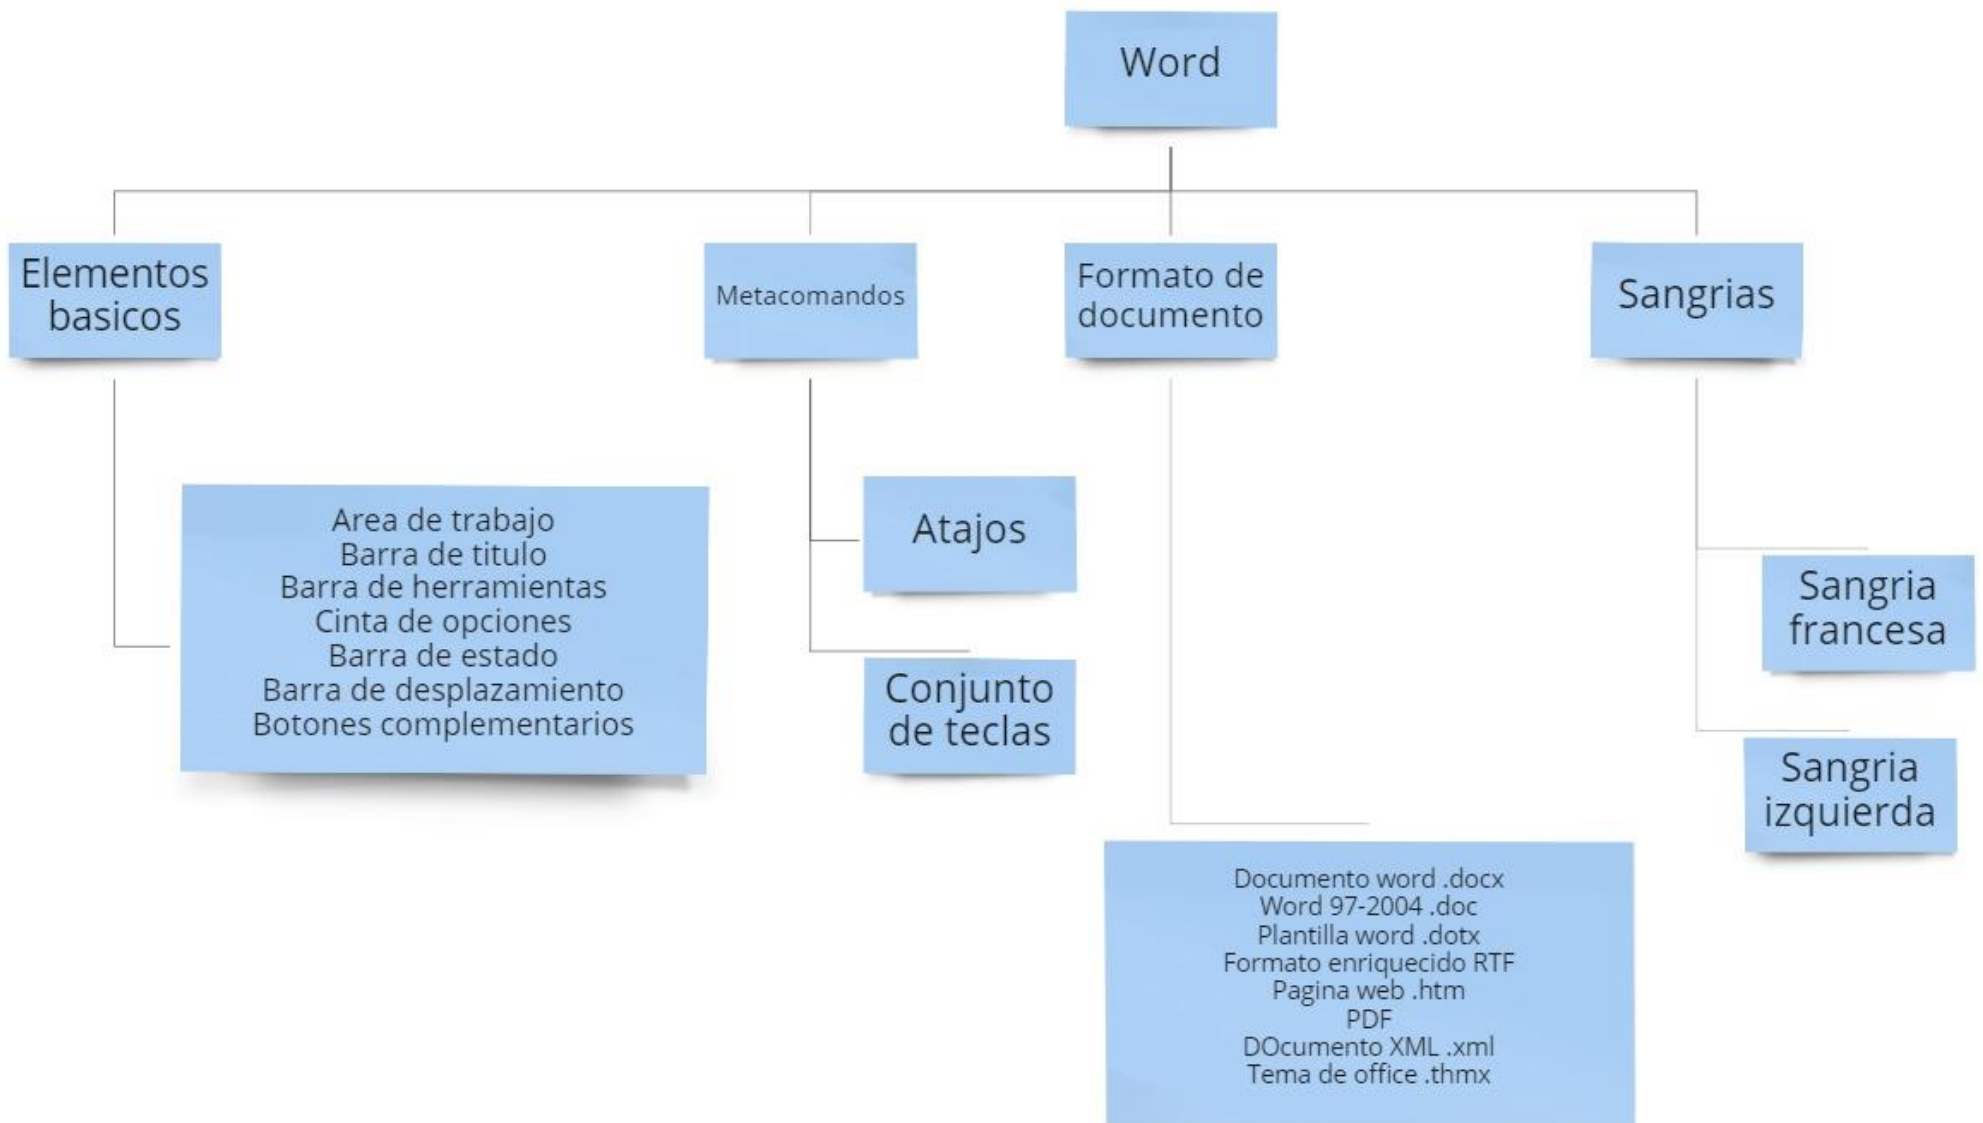 Word
Elementos
basicos
Metacomandos
Formato de
documento
Sangrias
Area de trabajo
Barra de titulo
Barra de herramientas
Cinta de opciones
Barra de estado
Barra de desplazamiento
Botones complementarios
Atajos
Conjunto
de teclas
Documento word .docx
Word 97-2004 .doc
Plantilla word .dotx
Formato enriquecido RTF
Pagina web .htm
PDF
DOcumento XML .xml
Tema de office .thmx
Sangria
francesa
Sangria
izquierda